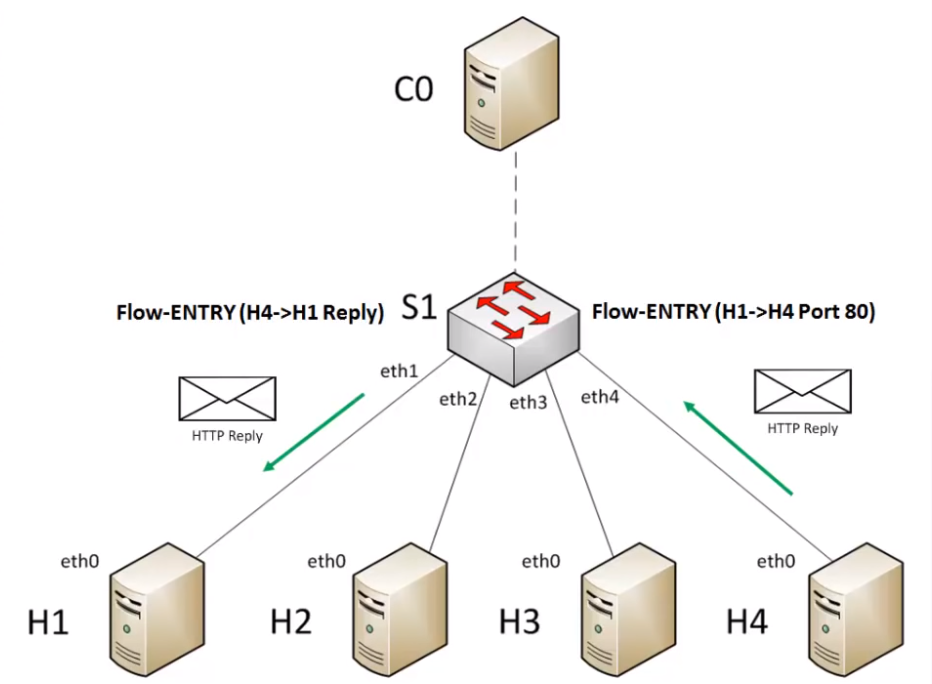 C0
Flow-ENTRY (H4->H1 Reply)
S1
Flow-ENTRY (H1->H4 Port 80)
eth1
eth2
eth3
eth4
HTTP Reply
HTTP Reply
eth0
eth0
eth0
eth0
H1
H2
H3
H4